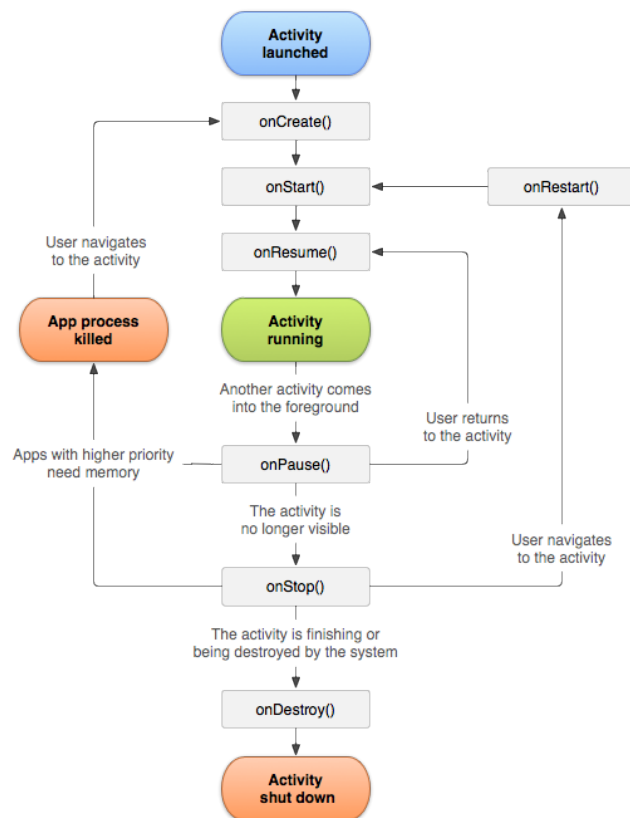 Activity
launched
onCreate()
onStart()
onRestart()
User navigates
to the activity
onResume()
App process
killed
Activity
running
Another activity comes
into the foreground
User returns
to the activity
Apps with higher priority
need memory
onPause()
The activity is
no longer visible
User navigates
to the activity
onStop()
The activity is finishing or
being destroyed by the system
onDestroy()
Activity
shut down